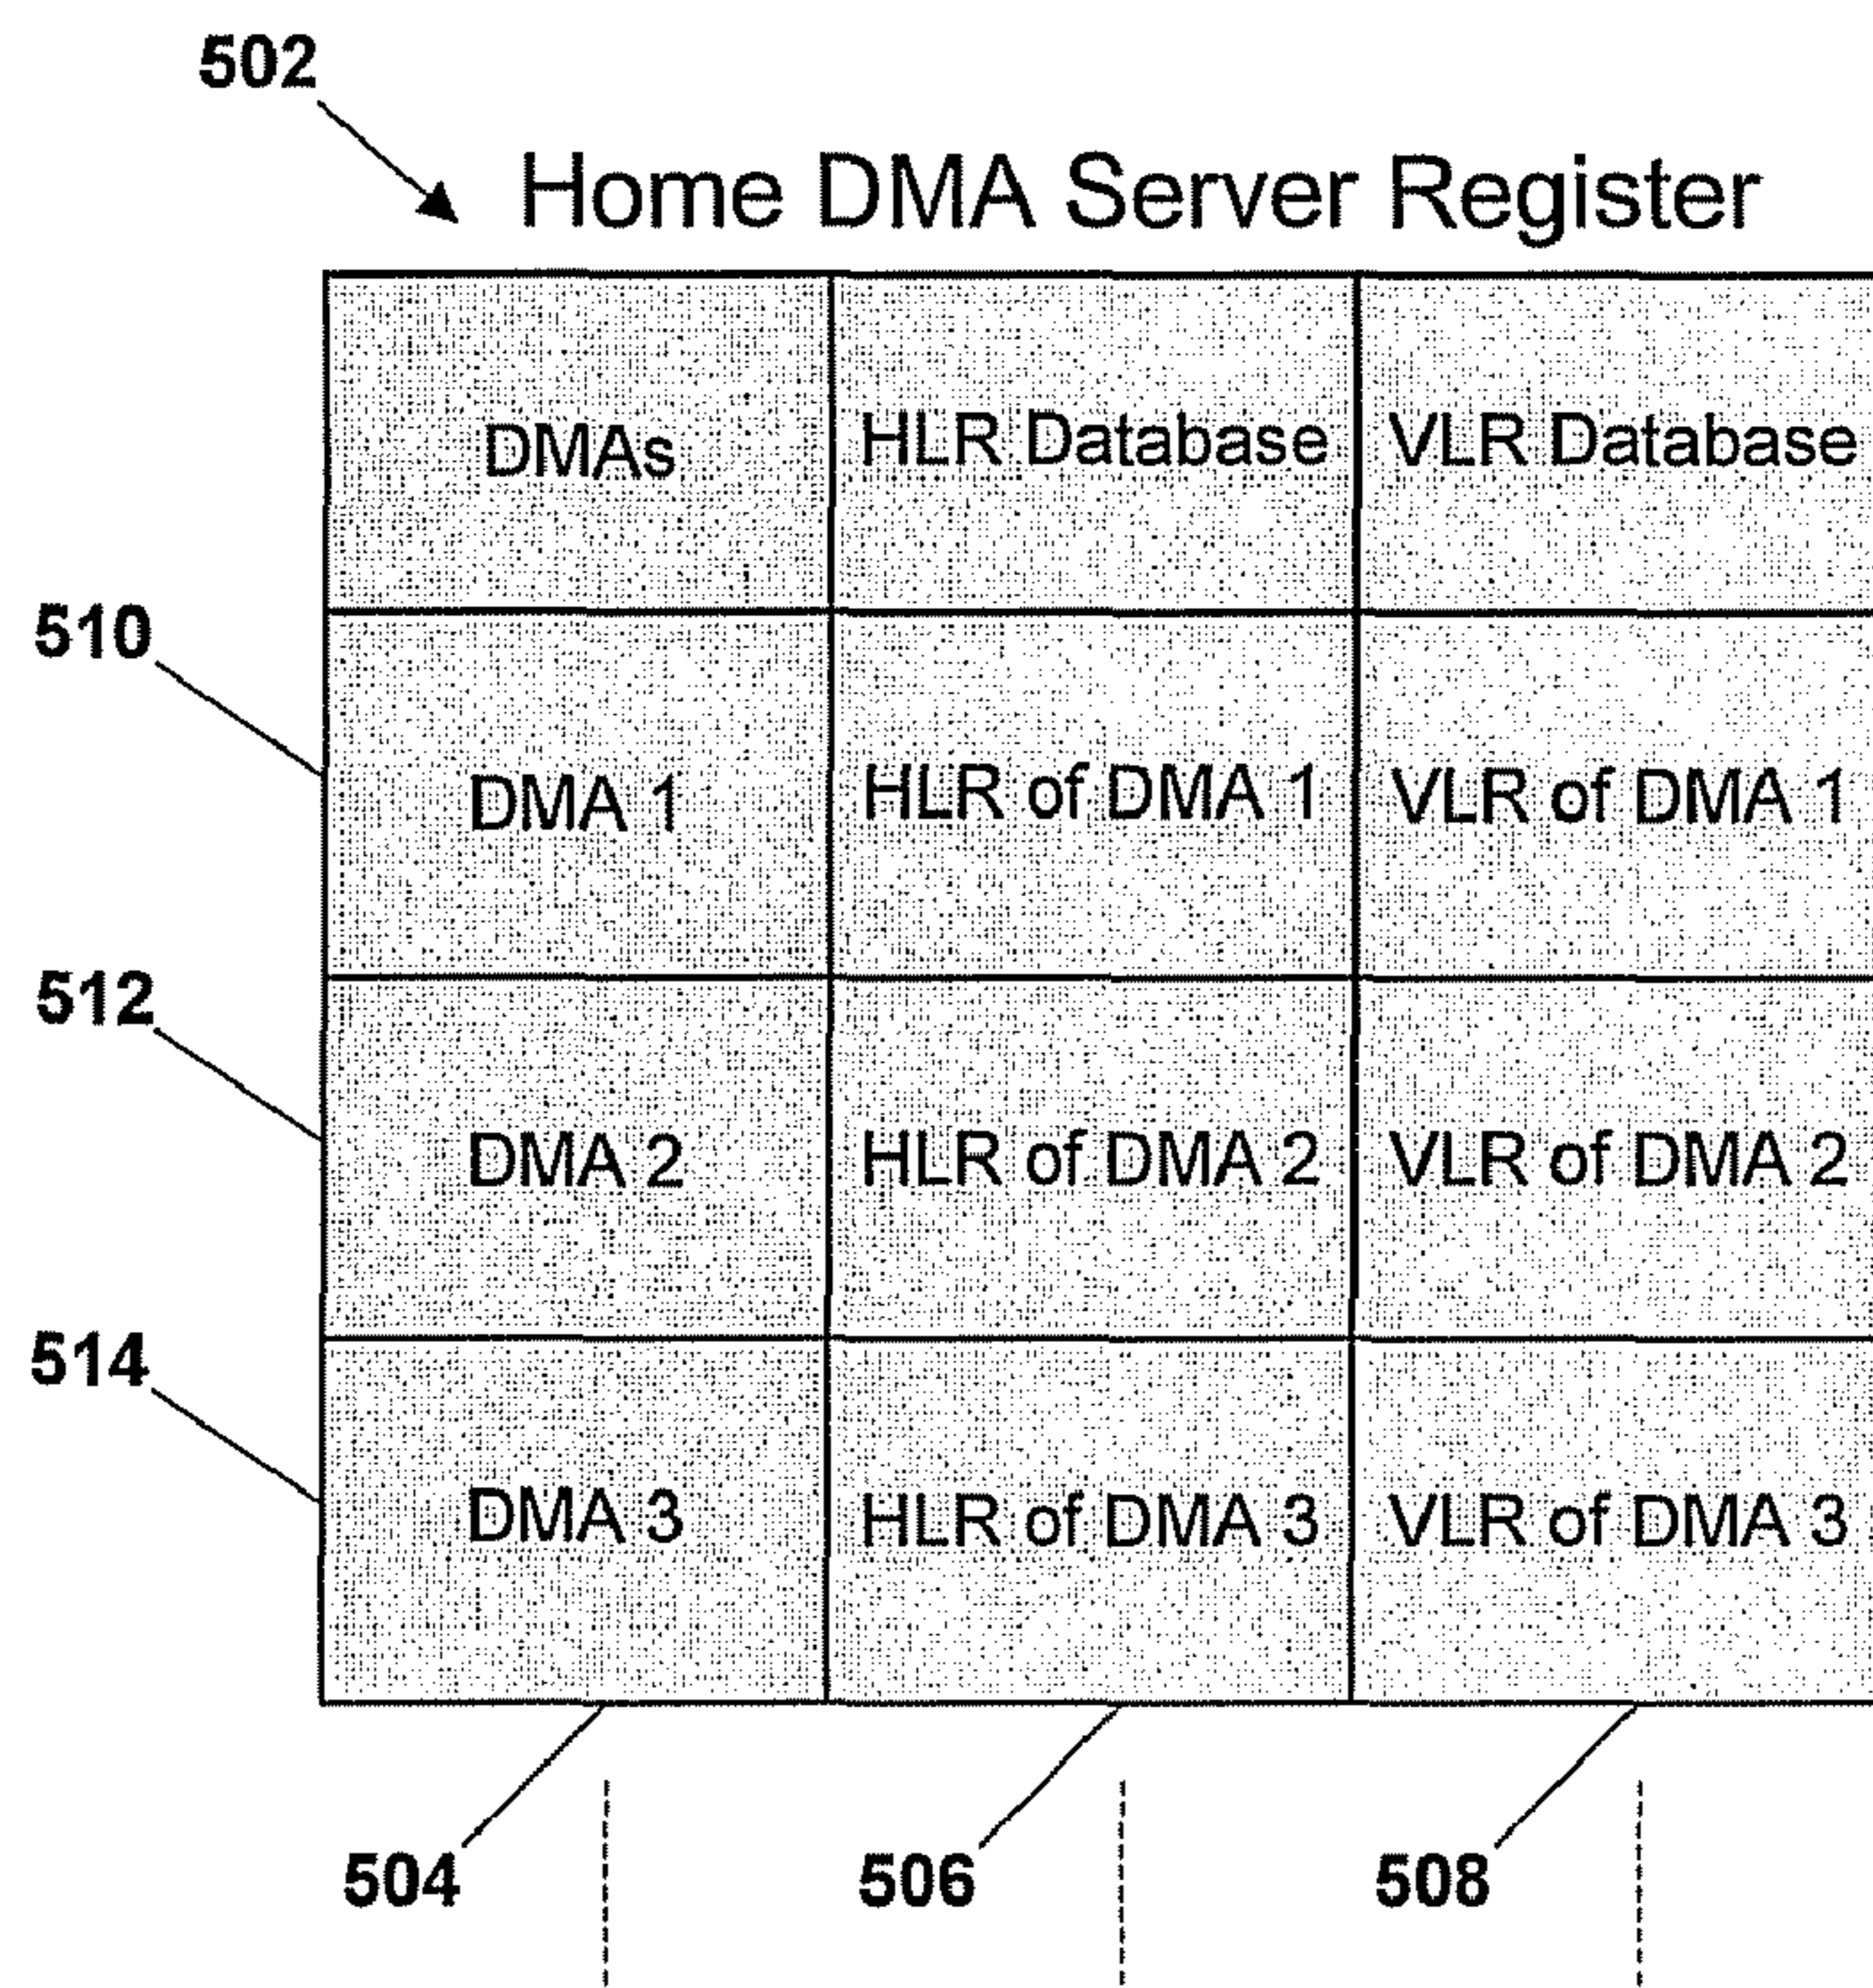 502
Home DMA Server Register
DMAs HLR Database VLR Database
510
DMA 1 HLR of DMA 1 VLR of DMA 1
512
DMA 2 HLR of DMA 2 VLR of DMA 2
514
DMA 3 HLR of DMA 3 VLR of DMA 3
504 506 508